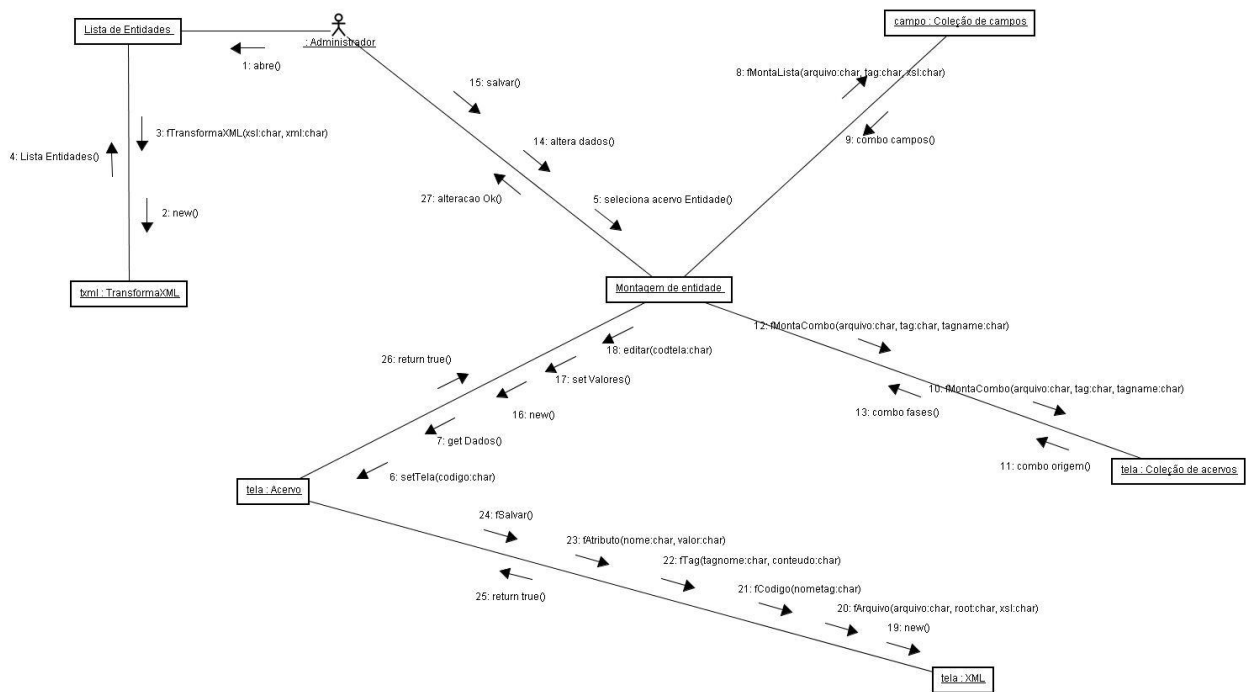 Lista de Entidades
: Administrador
campo : Coleção de campos
1: abre()
8: fMontaLista(arquivo:char, tag:char, xsl:char)
15: salvar()
3: fTransformaXML(xsl:char, xml:char)
14: altera dados()
9: combo campos()
4: Lista Entidades()
27: alteracao Ok()
5: seleciona acervo Entidade()
2: new()
txml : TransformaXML
Montagem de entidade
12: fMontaCombo(arquivo:char, tag:char, tagname:char)
18: editar(codtela:char)
26: return true()
17: set Valores()
10: fMontaCombo(arquivo:char, tag:char, tagname:char)
16: new()
13: combo fases()
7: get Dados()
11: combo origem()
tela : Coleção de acervos
6: setTela(codigo:char)
tela : Acervo
24: fSalvar()
23: fAtributo(nome:char, valor:char)
22: fTag(tagnome:char, conteudo:char)
25: return true()
21: fCodigo(nometag:char)
20: fArquivo(arquivo:char, root:char, xsl:char)
19: new()
tela : XML